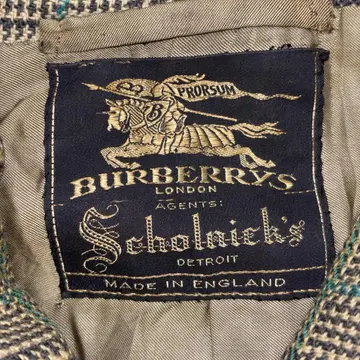 PRORSUM
B
BURBERRYS
LONDON
AGENTS:
Scholnick's
DETROIT
MADE IN ENGLAND